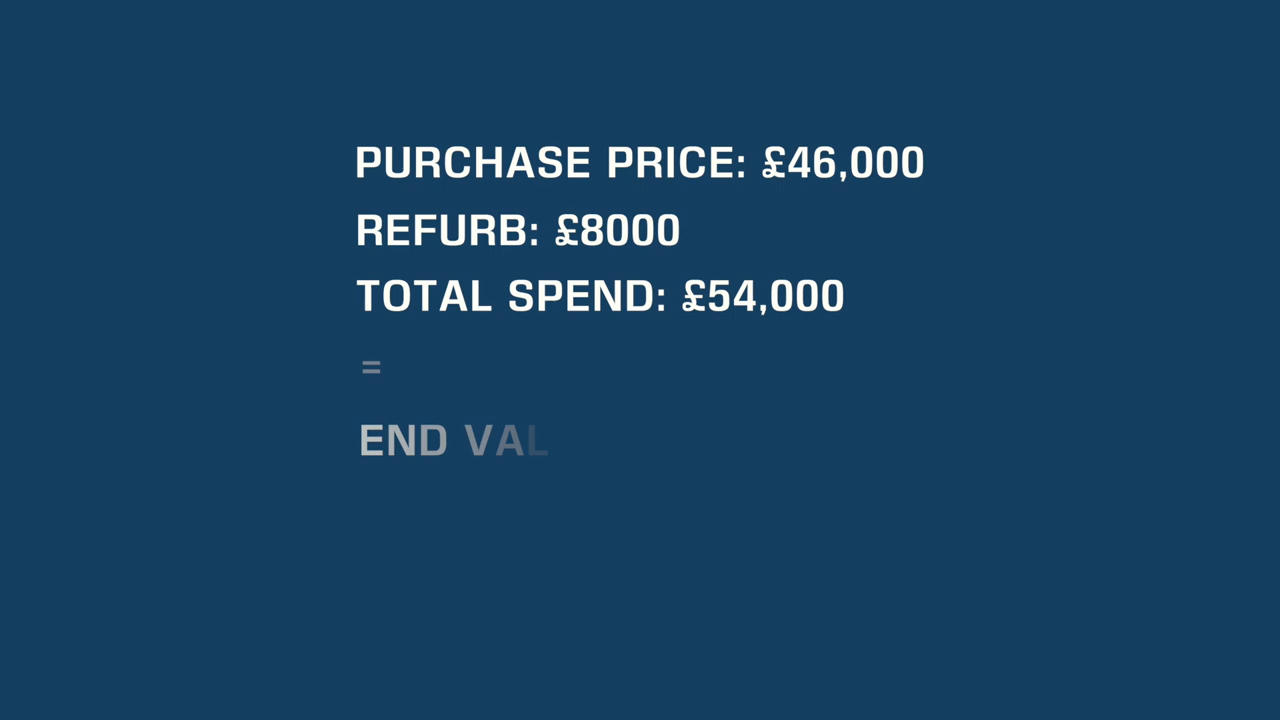 PURCHASE PRICE: £46,000
REFURB: £8000
TOTAL SPEND: £54,000
=
END VAL